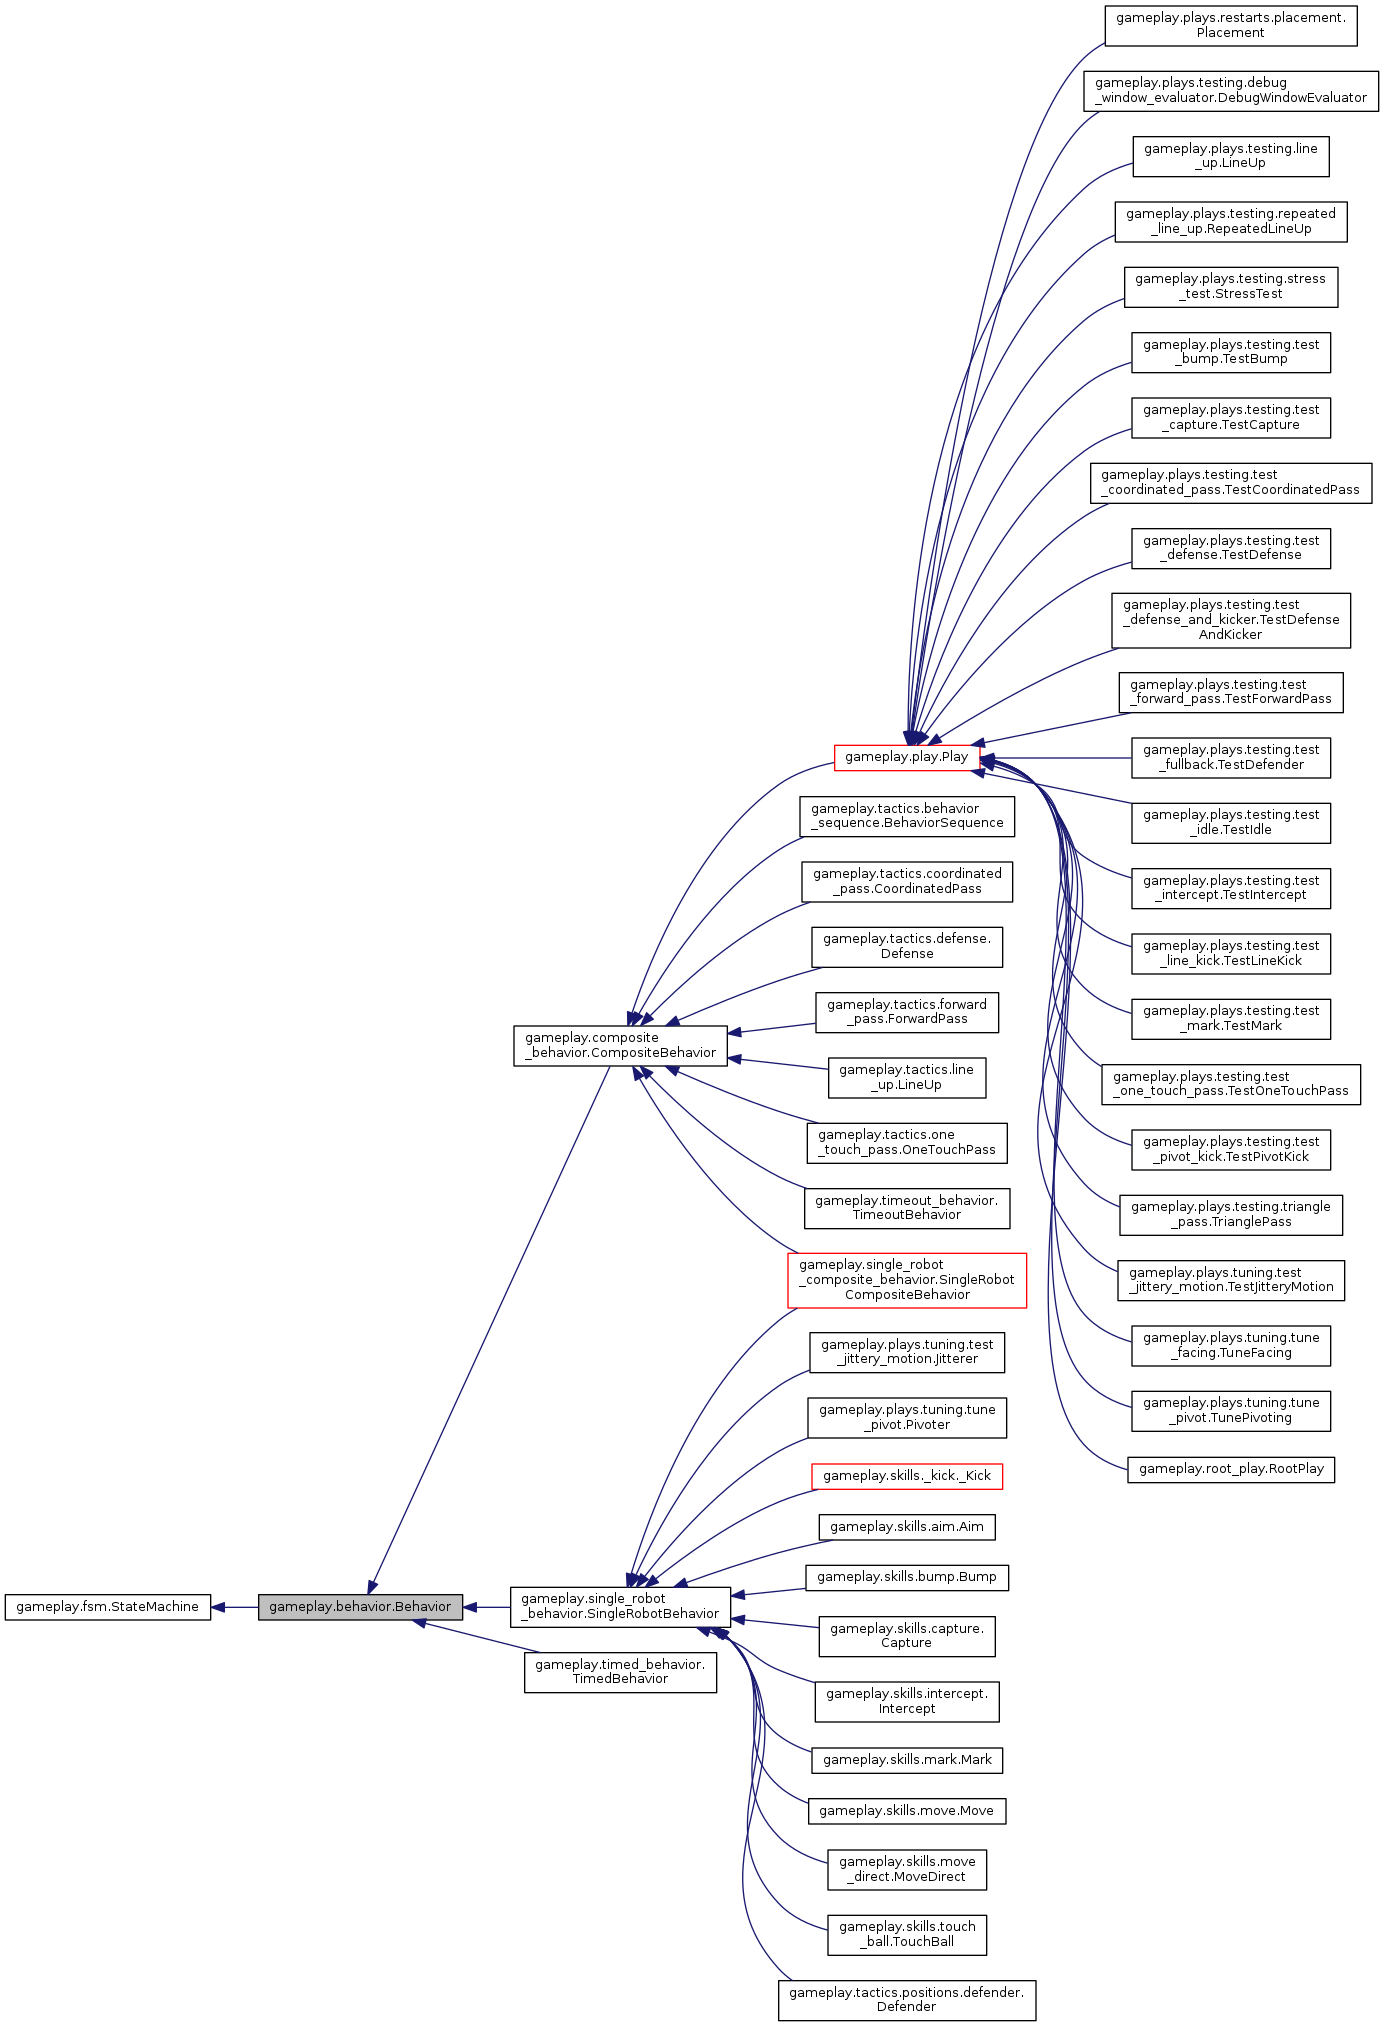 gameplay.plays.restarts.placement.
Placement
gameplay.plays.testing.debug
_window_evaluator.DebugWindowEvaluator
gameplay.plays.testing.line
_up.LineUp
gameplay.plays.testing.repeated
_line_up.RepeatedLineUp
gameplay.plays.testing.stress
_test.StressTest
gameplay.plays.testing.test
_bump.TestBump
gameplay.plays.testing.test
_capture.TestCapture
gameplay.plays.testing.test
_coordinated_pass.TestCoordinatedPass
gameplay.plays.testing.test
_defense.TestDefense
gameplay.plays.testing.test
_defense_and_kicker.TestDefense
AndKicker
gameplay.plays.testing.test
_forward_pass.TestForwardPass
gameplay.play.Play
gameplay.plays.testing.test
_fullback.TestDefender
gameplay.plays.testing.test
_idle.TestIdle
gameplay.plays.testing.test
_intercept.TestIntercept
gameplay.plays.testing.test
_line_kick.TestLineKick
gameplay.plays.testing.test
_mark.TestMark
gameplay.plays.testing.test
_one_touch_pass.TestOneTouchPass
gameplay.plays.testing.test
_pivot_kick.TestPivotKick
gameplay.plays.testing.triangle
_pass.TrianglePass
gameplay.plays.tuning.test
_jittery_motion.TestJitteryMotion
gameplay.plays.tuning.tune
_facing.TuneFacing
gameplay.plays.tuning.tune
_pivot.TunePivoting
gameplay.root_play.RootPlay
gameplay.tactics.behavior
_sequence.BehaviorSequence
gameplay.tactics.coordinated
_pass.CoordinatedPass
gameplay.tactics.defense.
Defense
gameplay.tactics.forward
_pass.ForwardPass
gameplay.composite
_behavior.CompositeBehavior
gameplay.tactics.line
_up.LineUp
gameplay.tactics.one
_touch_pass.OneTouchPass
gameplay.timeout_behavior.
TimeoutBehavior
gameplay.single_robot
_composite_behavior.SingleRobot
CompositeBehavior
gameplay.plays.tuning.test
_jittery_motion.Jitterer
gameplay.plays.tuning.tune
_pivot.Pivoter
gameplay.skills._kick._Kick
gameplay.skills.aim.Aim
gameplay.skills.bump.Bump
gameplay.fsm.StateMachine
gameplay.behavior.Behavior
gameplay.single_robot
_behavior.SingleRobotBehavior
gameplay.timed_behavior.
TimedBehavior
gameplay.skills.capture.
Capture
gameplay.skills.intercept.
Intercept
gameplay.skills.mark.Mark
gameplay.skills.move.Move
gameplay.skills.move
_direct.MoveDirect
gameplay.skills.touch
_ball.TouchBall
gameplay.tactics.positions.defender.
Defender